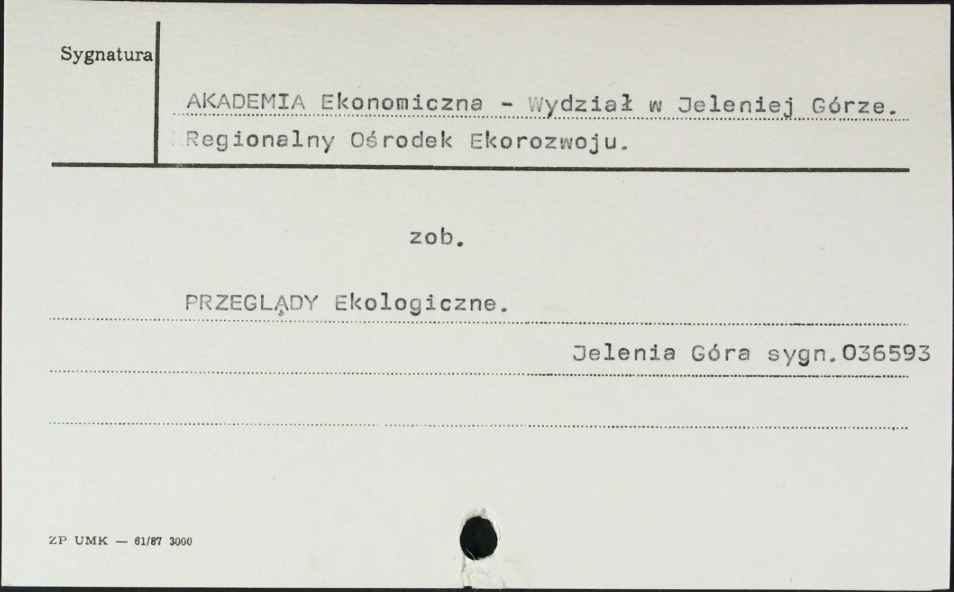 Sygnatura
AKADEMIA Ekonomiczna - Wydział w Jeleniej Górze.
Regionalny Ośrodek Ekorozwoju.
zob.
PRZEGLĄDY Ekologiczne.
Jelenia Góra sygn.036593
ZP UMK — 61/87 3000